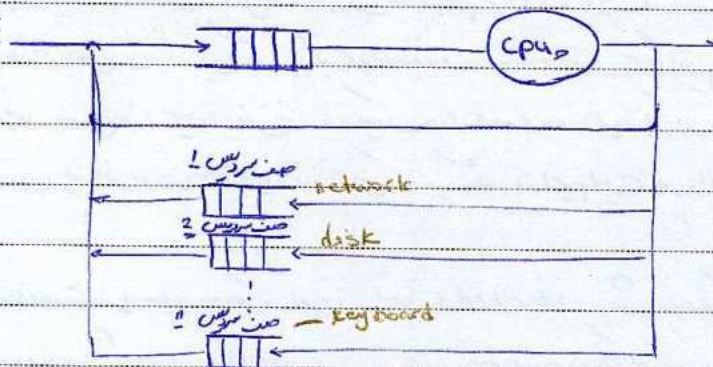 cpu
صف سرویس 1
network
صف سرویس 2
disk
صف سرویس n
keyboard